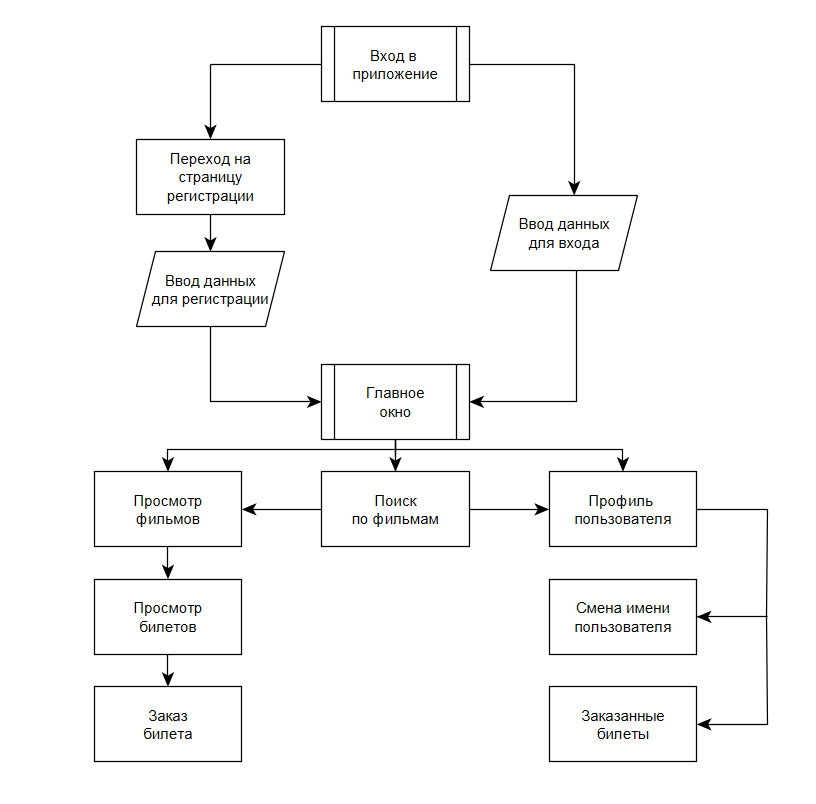 Вход в
приложение
Переход на
страницу
регистрации
Ввод данных
для входа
Ввод данных
для регистрации
Главное
окно
Просмотр
фильмов
Поиск
по фильмам
Профиль
пользователя
Просмотр
билетов
Смена имени
пользователя
Заказ
билета
Заказанные
билеты